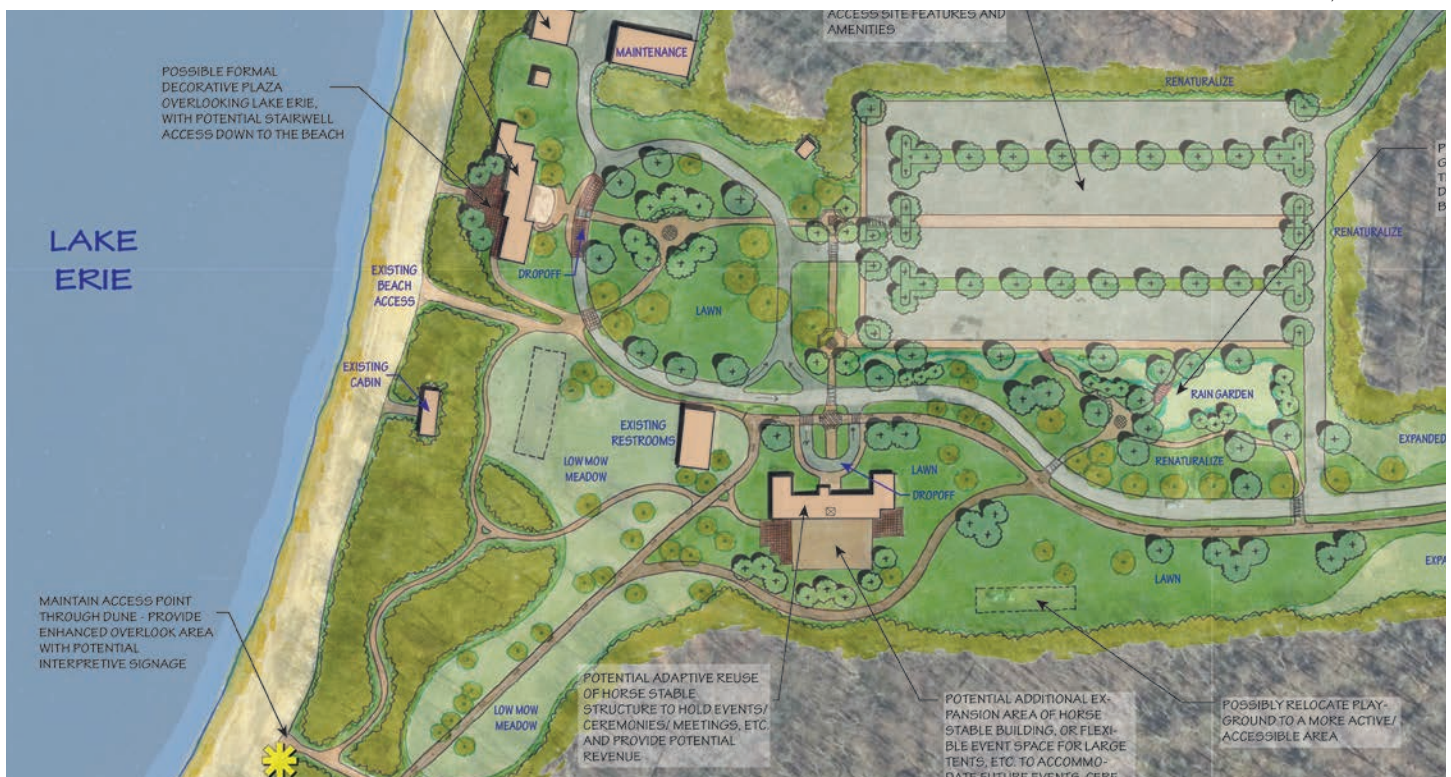 ACCESS SITE FEATURES AND
AMENITIES
MAINTENANCE
POSSIBLE FORMAL
DECORATIVE PLAZA
OVERLOOKING LAKE ERIE,
WITH POTENTIAL STAIRWELL
ACCESS DOWN TO THE BEACH
RENATURALIZE
LAKE
ERIE
RENATURALIZE
EXISTING
BEACH
ACCESS
DROPOFF
LAWN
EXISTING
CABIN
RAIN GARDEN
EXISTING
RESTROOMS
EXPANDED
LOW MOW
MEADOW
LAWN
RENATURALIZE
DROPOFF
EXPA
LAWN
MAINTAIN ACCESS POINT
THROUGH DUNE - PROVIDE
ENHANCED OVERLOOK AREA
WITH POTENTIAL
INTERPRETIVE SIGNAGE
LOW MOW
MEADOW
POTENTIAL ADAPTIVE REUSE
OF HORSE STABLE
STRUCTURE TO HOLD EVENTS/
CEREMONIES/ MEETINGS, ETC.
AND PROVIDE POTENTIAL
REVENUE
POTENTIAL ADDITIONAL EX-
PANSION AREA OF HORSE
STABLE BUILDING, OR FLEXI-
BLE EVENT SPACE FOR LARGE
TENTS, ETC. TO ACCOMMO-
DATE FUTURE EVENTS, CERE-
POSSIBLY RELOCATE PLAY-
GROUND TO A MORE ACTIVE/
ACCESSIBLE AREA